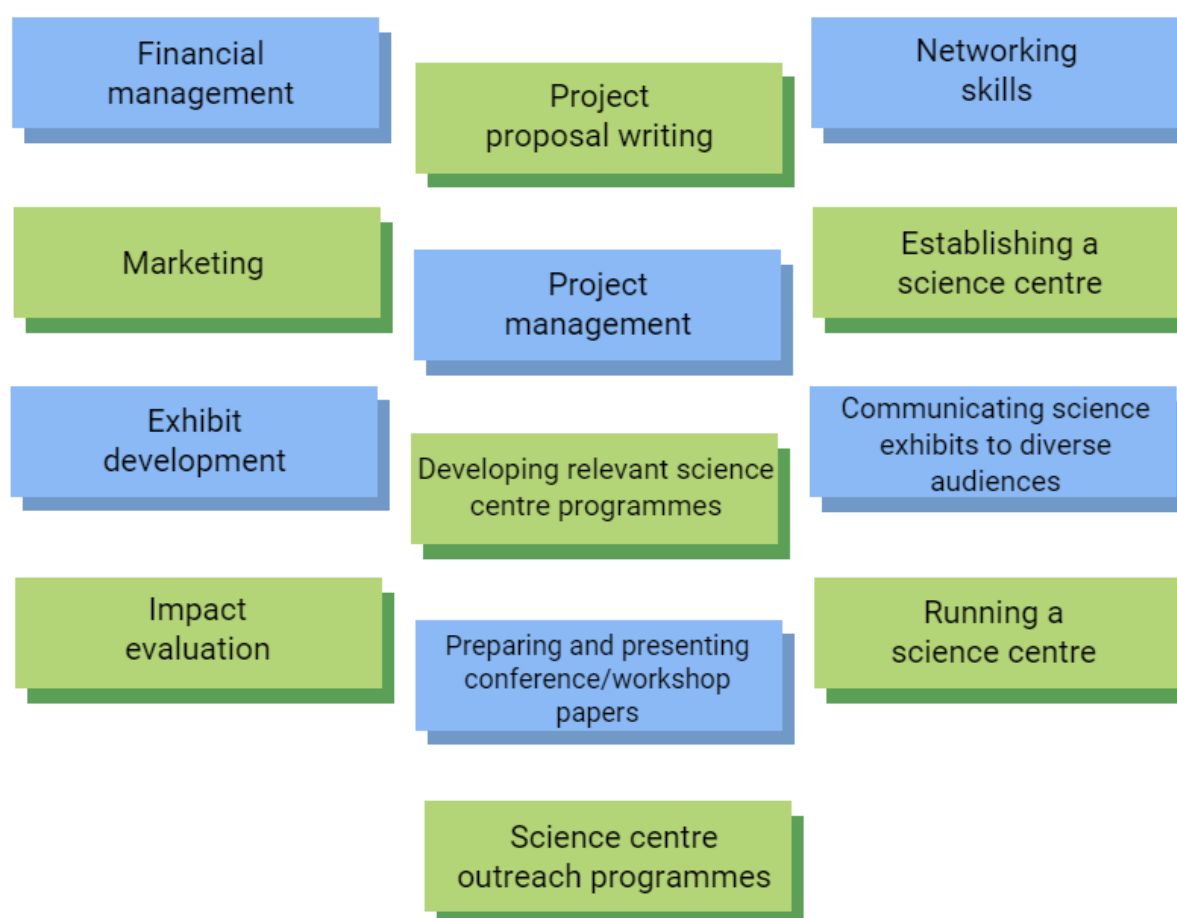 Financial
management
Project
proposal writing
Networking
skills
Marketing
Project
management
Establishing a
science centre
Exhibit
development
Developing relevant science
centre programmes
Communicating science
exhibits to diverse
audiences
Impact
evaluation
Preparing and presenting
conference/workshop
papers
Running a
science centre
Science centre
outreach programmes